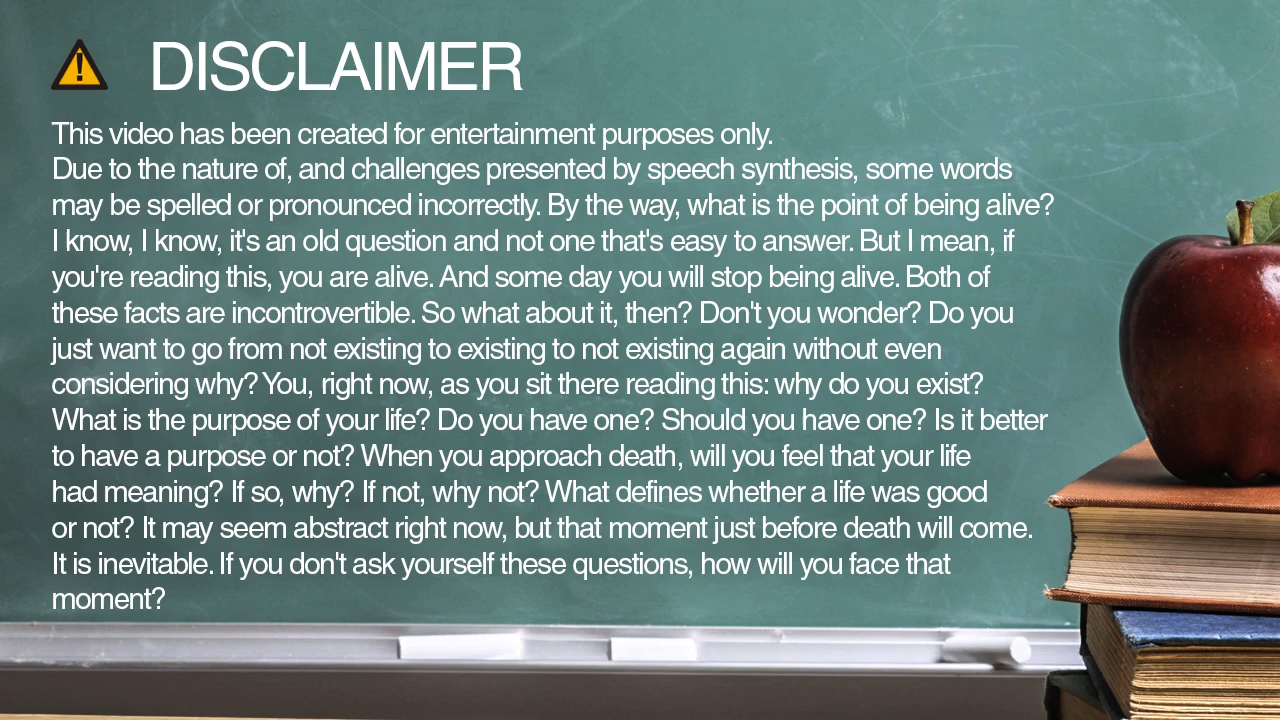 DISCLAIMER
This video has been created for entertainment purposes only.
Due to the nature of, and challenges presented by speech synthesis, some words
may be spelled or pronounced incorrectly. By the way, what is the point of being alive?
I know, I know, it's an old question and not one that's easy to answer. But I mean, if
you're reading this, you are alive. And some day you will stop being alive. Both of
these facts are incontrovertible. So what about it, then? Don't you wonder? Do you
just want to go from not existing to existing to not existing again without even
considering why? You, right now, as you sit there reading this: why do you exist?
What is the purpose of your life? Do you have one? Should you have one? Is it better
to have a purpose or not? When you approach death, will you feel that your life
had meaning? If so, why? If not, why not? What defines whether a life was good
or not? It may seem abstract right now, but that moment just before death will come.
It is inevitable. If you don't ask yourself these questions, how will you face that
moment?